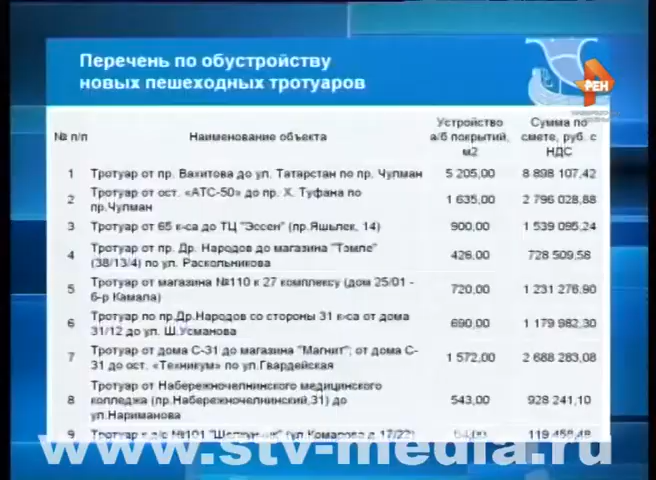 Перечень по обустройству
новых пешеходных тротуаров
РЕН
№ п/п Наименование объекта Устройство а/б покрытий, м2 Сумма по смете, руб. с НДС
1 Тротуар от пр. Вахитова до ул. Татарстан по пр. Чулман 5 205,00 8 898 107,42
2 Тротуар от ост. «АТС-50» до пр. Х. Туфана по
пр.Чулман 1 635,00 2 796 028,88
3 Тротуар от 65 к-са до ТЦ "Эссен" (пр.Яшьлек, 14) 900,00 1 539 095,24
4 Тротуар от пр. Др. Народов до магазина "Тэмле"
(38/13/4) по ул. Раскольникова 426,00 728 509,58
5 Тротуар от магазина №110 к 27 комплексу (дом 25/01 -
б-р Камала) 720,00 1 231 276,90
6 Тротуар по пр.Др.Народов со стороны 31 к-са от дома
31/12 до ул. Ш.Усманова 690,00 1 179 982,30
7 Тротуар от дома С-31 до магазина "Магнит"; от дома С-
31 до ост. «Техникум» по ул.Гвардейская 1 572,00 2 688 283,08
8 Тротуар от Набережночелнинского медицинского
колледжа (пр.Набережночелнинский,31) до
ул.Нариманова 543,00 928 241,10
9 Тротуар к д/с №101 "Щелкунчик" (ул.Комарова д.17/22)
www.stv-media.ru